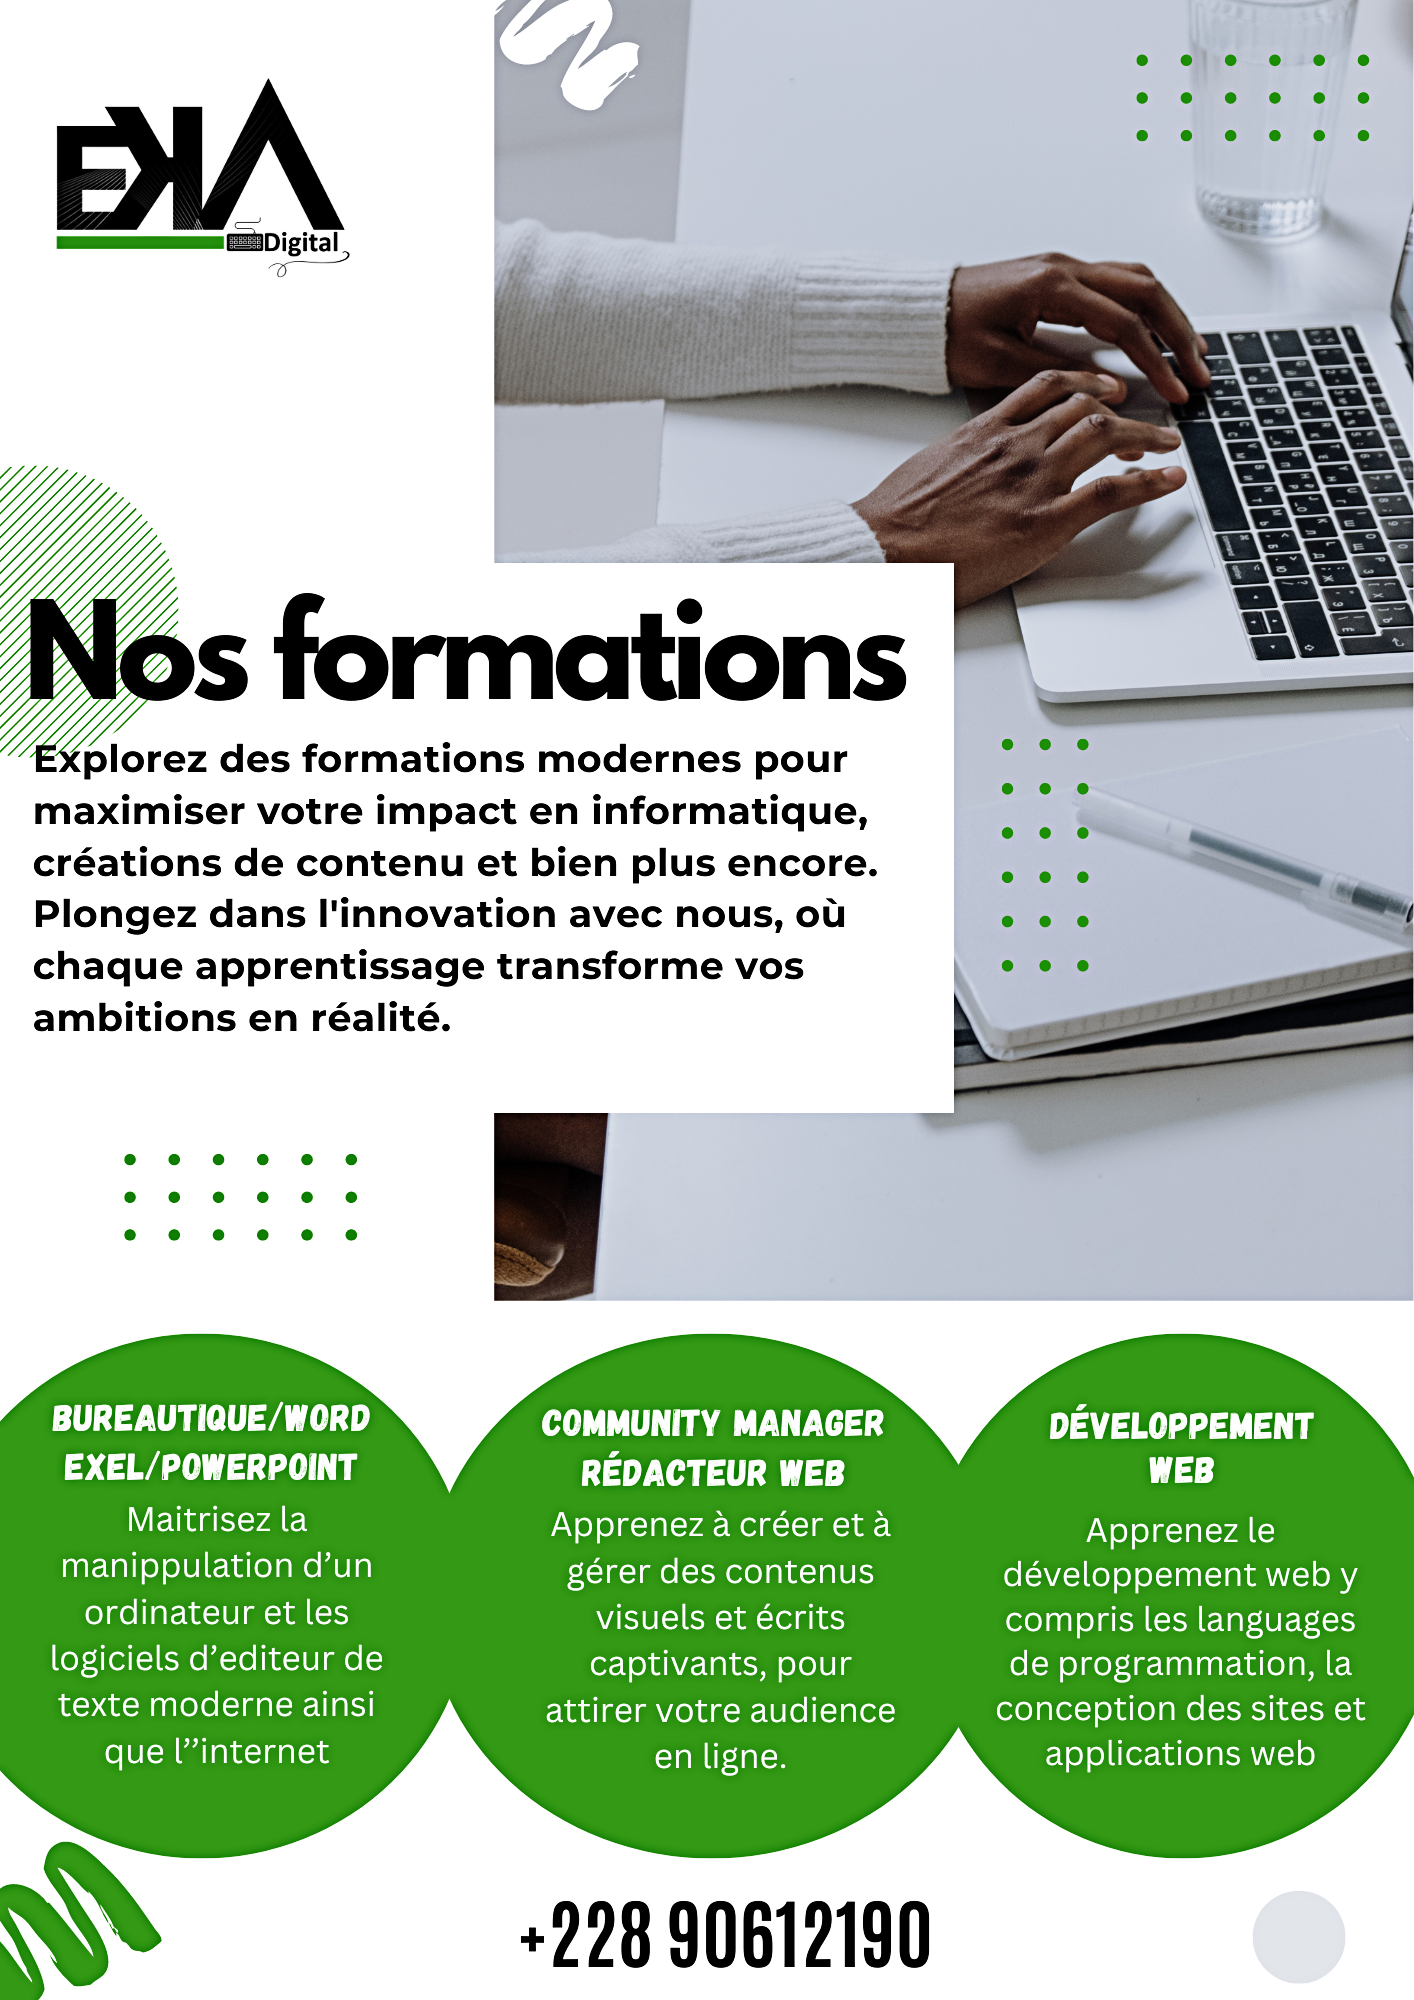 EKA
Digital
Nos formations
Explorez des formations modernes pour
maximiser votre impact en informatique,
créations de contenu et bien plus encore.
Plongez dans l'innovation avec nous, où
chaque apprentissage transforme vos
ambitions en réalité.
BUREAUTIQUE/WORD
EXEL/POWERPOINT
Maitrisez la
manippulation d’un
ordinateur et les
logiciels d’editeur de
texte moderne ainsi
que l’’internet
COMMUNITY MANAGER
RÉDACTEUR WEB
Apprenez à créer et à
gérer des contenus
visuels et écrits
captivants, pour
attirer votre audience
en ligne.
DÉVELOPPEMENT
WEB
Apprenez le
développement web y
compris les languages
de programmation, la
conception des sites et
applications web
+228 90612190